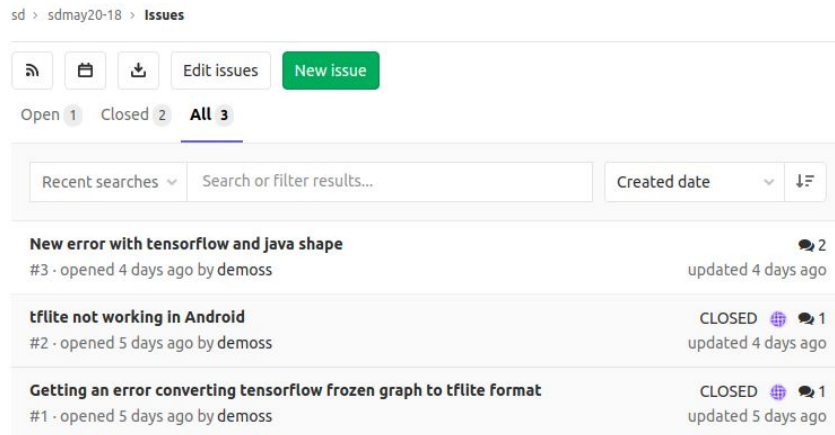 sd > sdmay20-18 > Issues
Edit issues New issue
Open 1 Closed 2 All 3
Recent searches Search or filter results... Created date
New error with tensorflow and java shape 2
#3 · opened 4 days ago by demoss updated 4 days ago
tflite not working in Android CLOSED 1
#2 · opened 5 days ago by demoss updated 4 days ago
Getting an error converting tensorflow frozen graph to tflite format CLOSED 1
#1 · opened 5 days ago by demoss updated 5 days ago